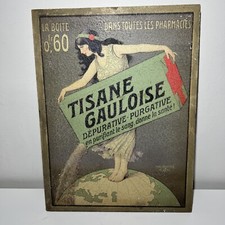 LA BOITE
0F,60
DANS TOUTES LES PHARMACIES
TISANE
GAULOISE
DÉPURATIVE·PURGATIVE
en purifiant le sang, donne la santé!